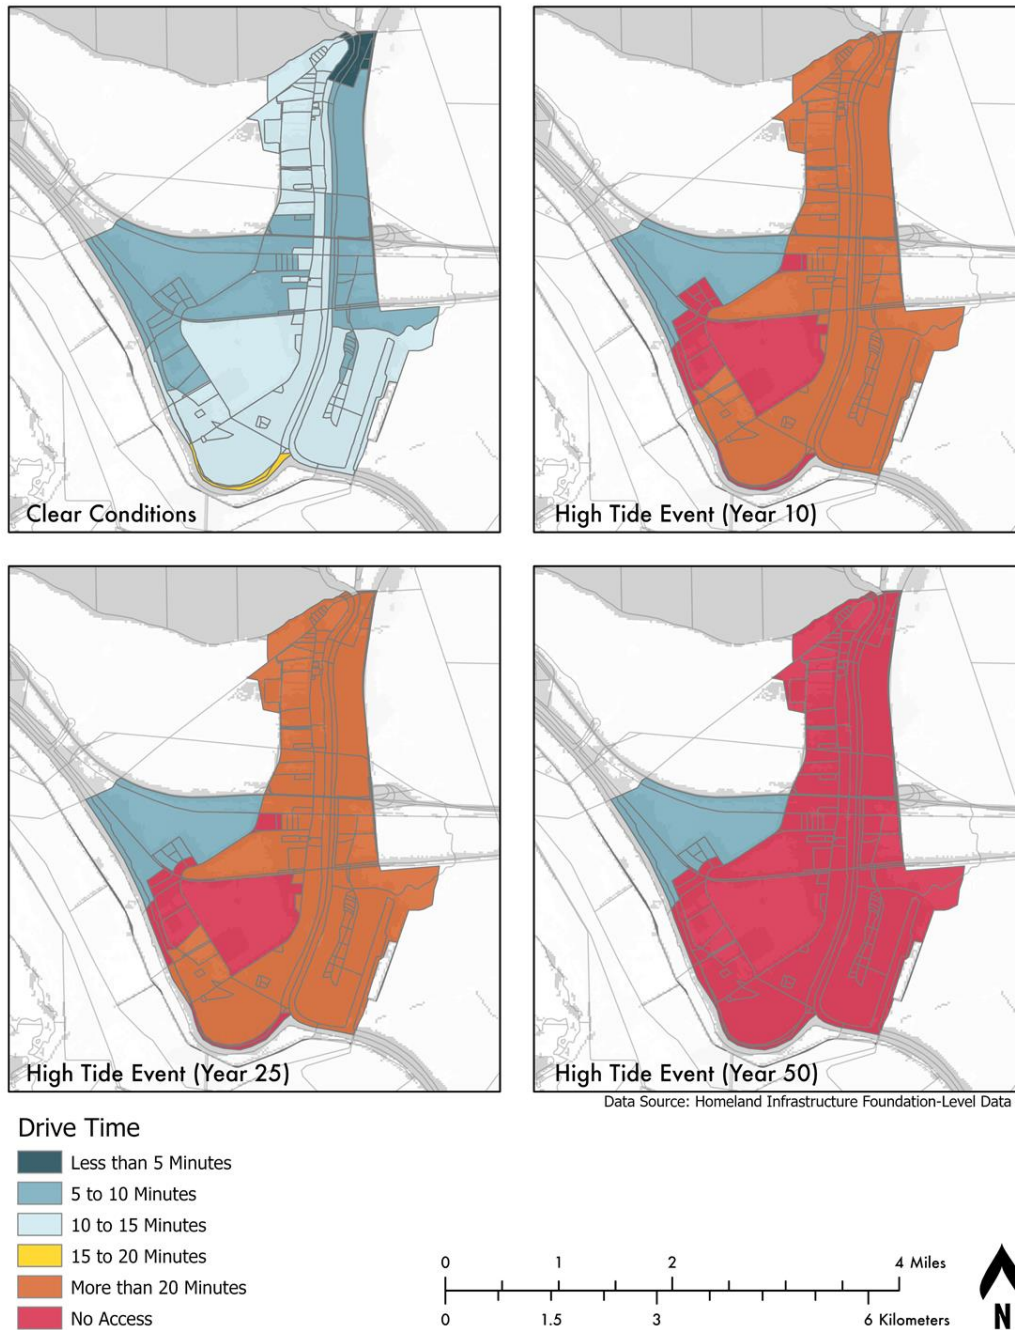 Clear Conditions
High Tide Event (Year 10)
High Tide Event (Year 25)
High Tide Event (Year 50)
Data Source: Homeland Infrastructure Foundation-Level Data
Drive Time
Less than 5 Minutes
5 to 10 Minutes
10 to 15 Minutes
15 to 20 Minutes
More than 20 Minutes
No Access
0 1 2 4 Miles
0 1.5 3 6 Kilometers
N